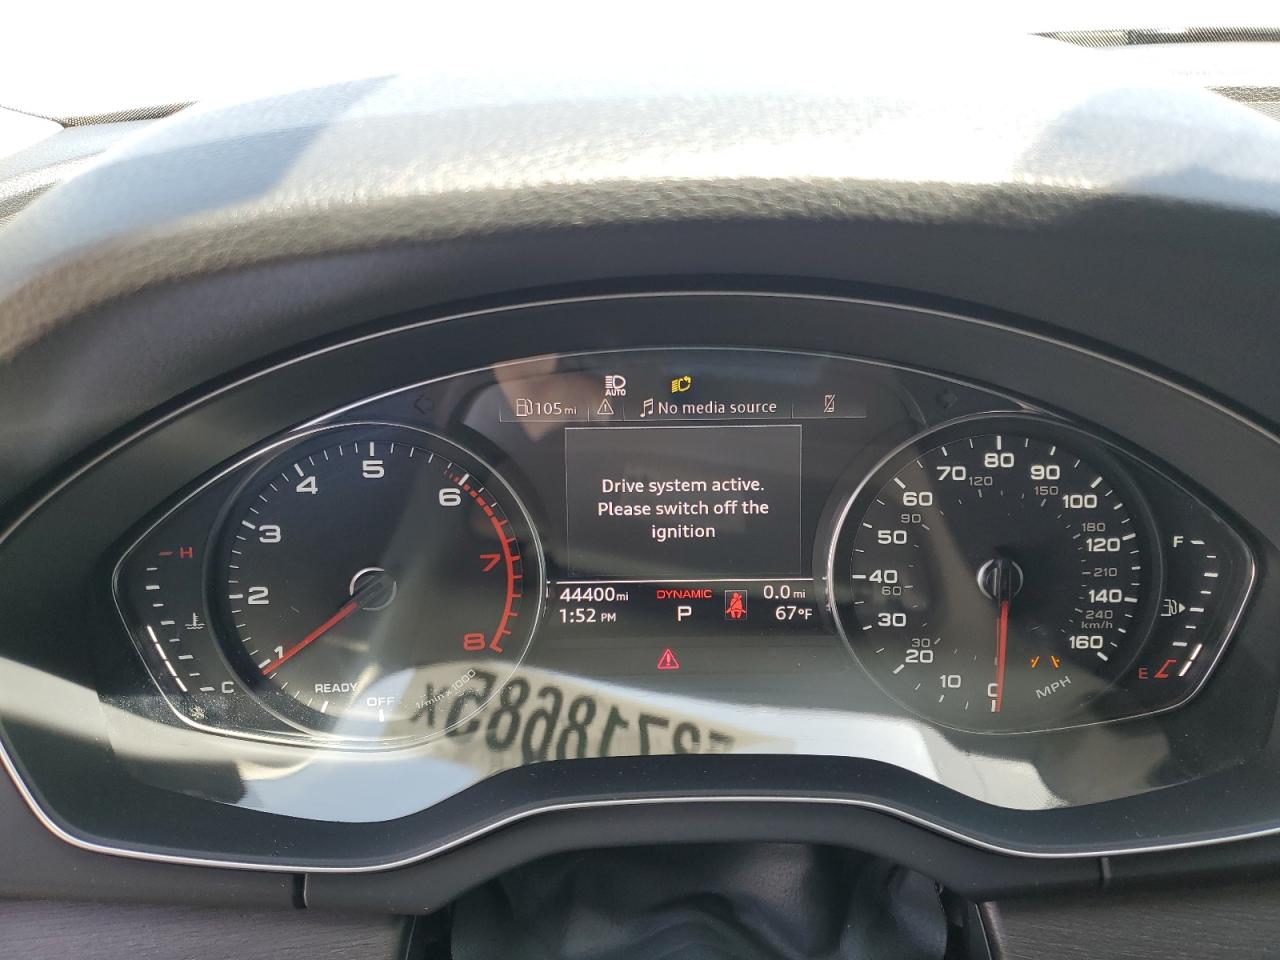 AUTO
105 mi
No media source
Drive system active.
Please switch off the
ignition
44400 mi
DYNAMIC
0.0 mi
1:52 PM
P
67°F
H
C
1
2
3
4
5
6
7
8
READY
OFF
1/min x 1000
0
10
20
30
40
50
60
70
80
90
100
120
140
160
MPH
30
60
90
120
150
180
210
240
km/h
F
E
58718685x